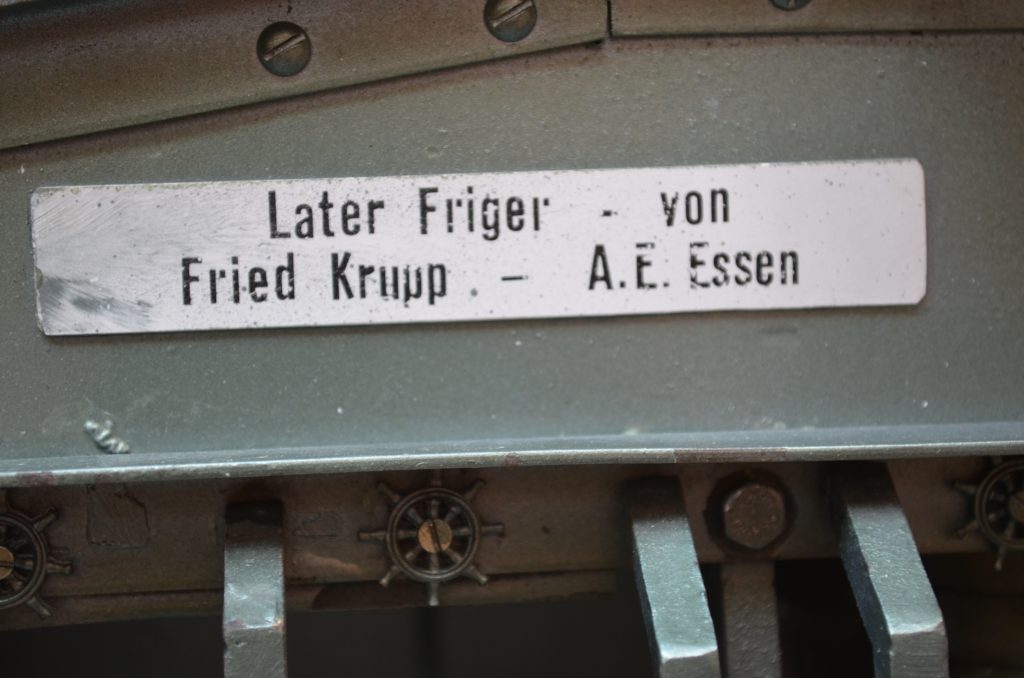 Later Friger - von
Fried Krupp. - A.E. Essen